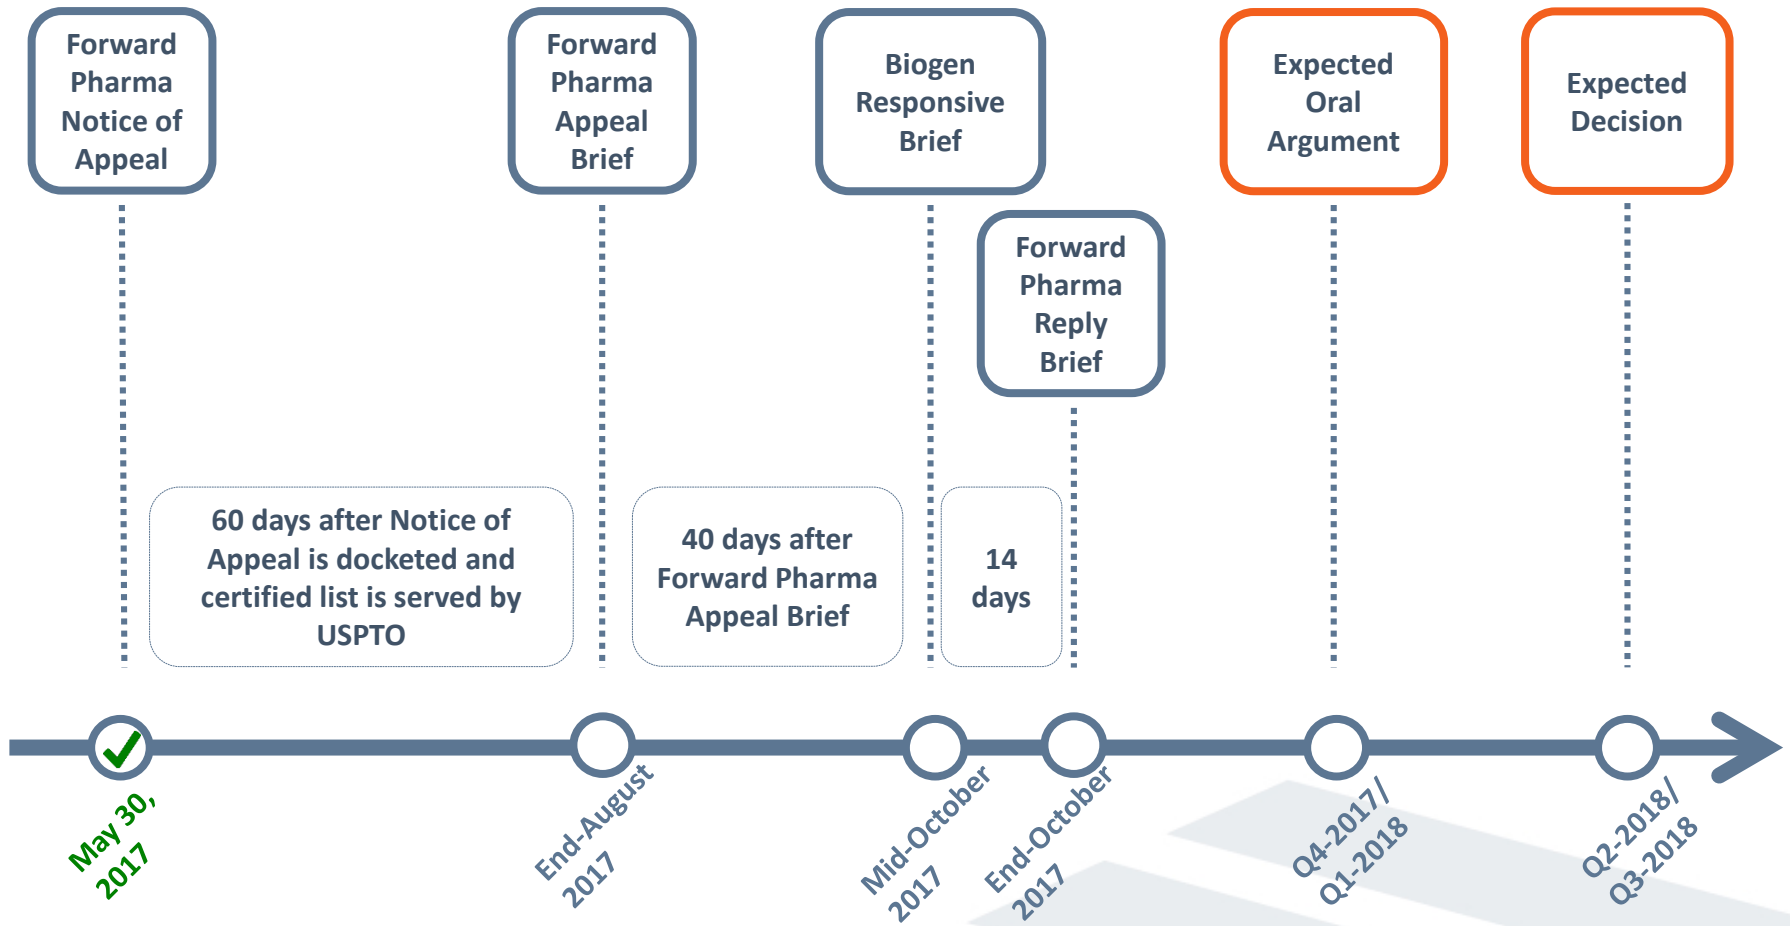 Forward
Pharma
Notice of
Appeal
Forward
Pharma
Appeal
Brief
Biogen
Responsive
Brief
Forward
Pharma
Reply
Brief
Expected
Oral
Argument
Expected
Decision
60 days after Notice of
Appeal is docketed and
certified list is served by
USPTO
40 days after
Forward Pharma
Appeal Brief
14
days
May 30,
2017
End-August
2017
Mid-October
2017
End-October
2017
Q4-2017/
Q1-2018
Q2-2018/
Q3-2018